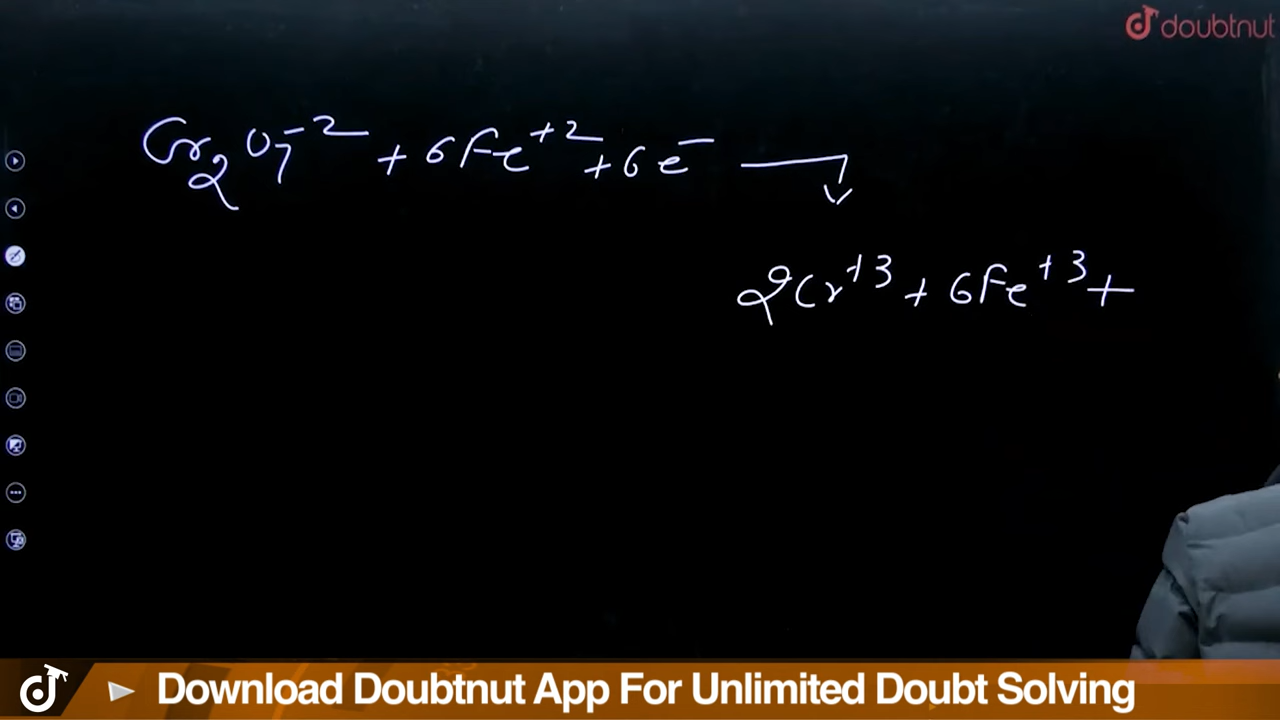 doubtnut
Cr₂O₇⁻² + 6Fe⁺² + 6e⁻ ⟶
2Cr⁺³ + 6Fe⁺³ +
Download Doubtnut App For Unlimited Doubt Solving